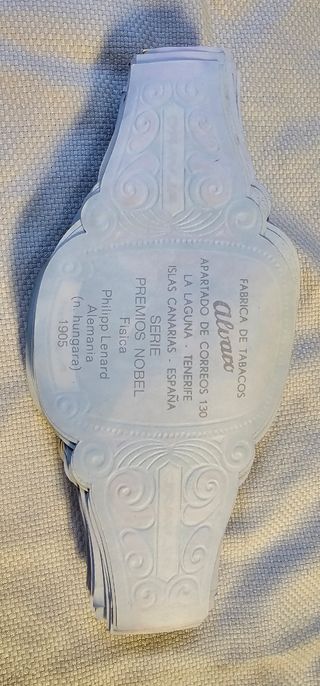 FABRICA DE TABACOS
Alvaro
APARTADO DE CORREOS 130
LA LAGUNA - TENERIFE
ISLAS CANARIAS - ESPAÑA
SERIE
PREMIOS NOBEL
Física
Philipp Lenard
Alemania
(n. hungara)
1905